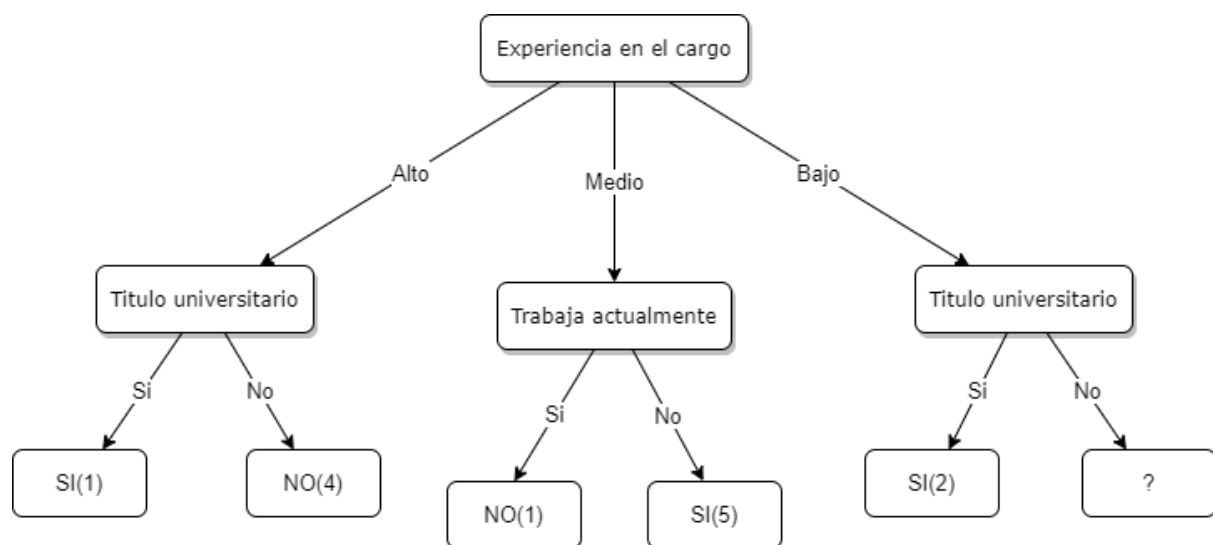 Experiencia en el cargo
Alto
Medio
Bajo
Titulo universitario
Trabaja actualmente
Titulo universitario
Si
No
Si
No
Si
No
SI(1)
NO(4)
NO(1)
SI(5)
SI(2)
?